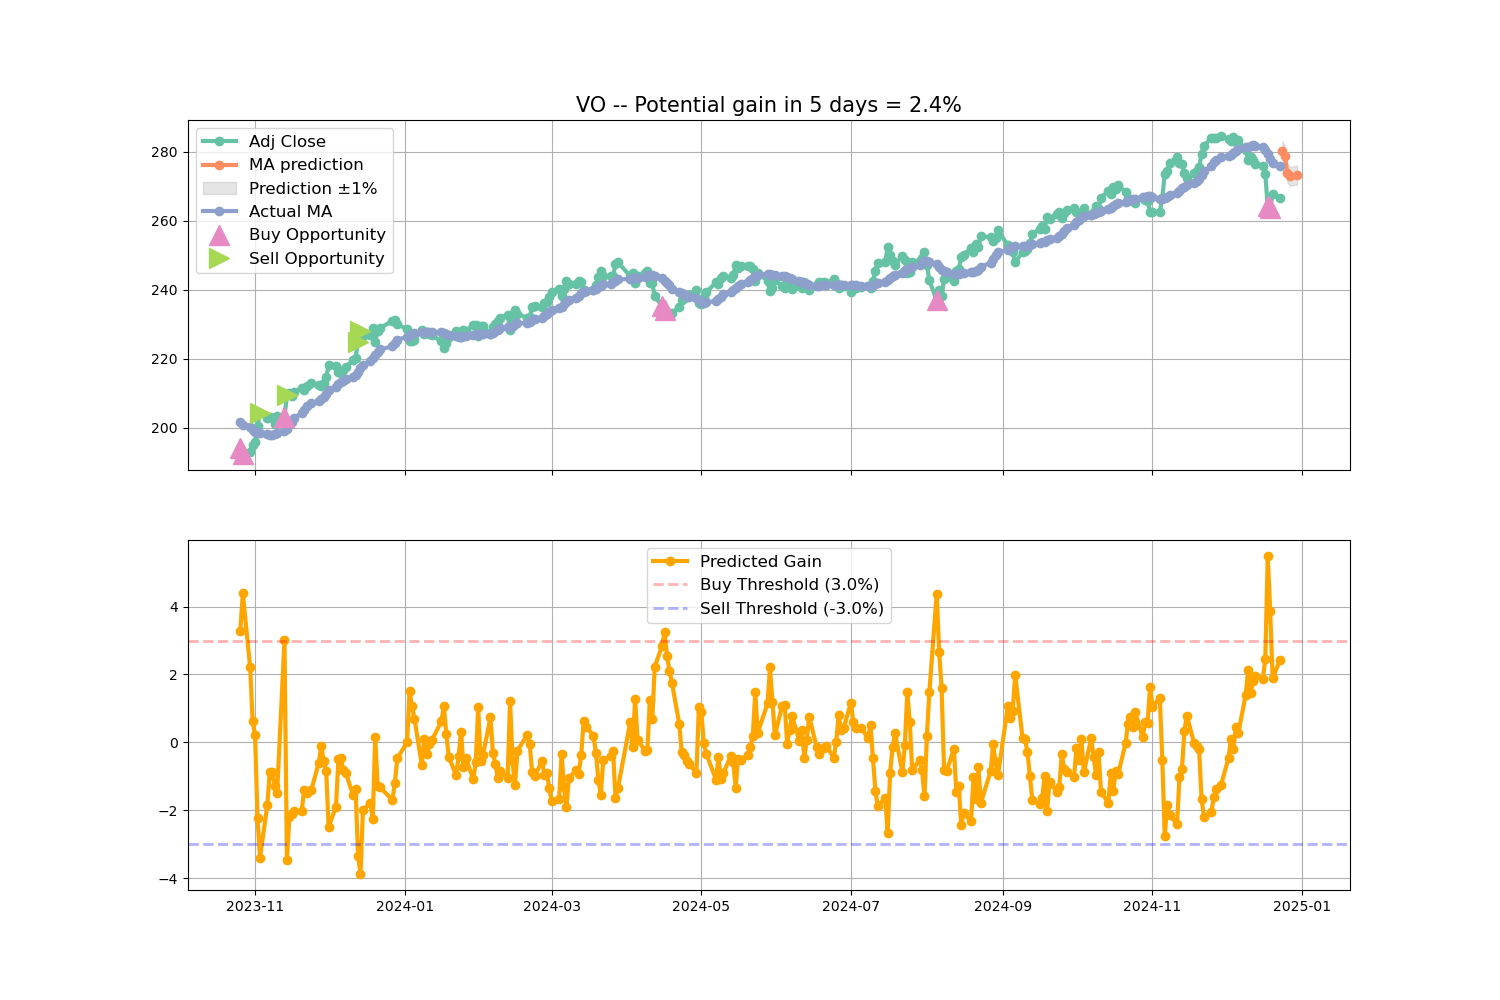 VO -- Potential gain in 5 days = 2.4%
Adj Close
MA prediction
Prediction ±1%
Actual MA
Buy Opportunity
Sell Opportunity
280
260
240
220
200
Predicted Gain
Buy Threshold (3.0%)
Sell Threshold (-3.0%)
4
2
0
−2
−4
2023-11 2024-01 2024-03 2024-05 2024-07 2024-09 2024-11 2025-01